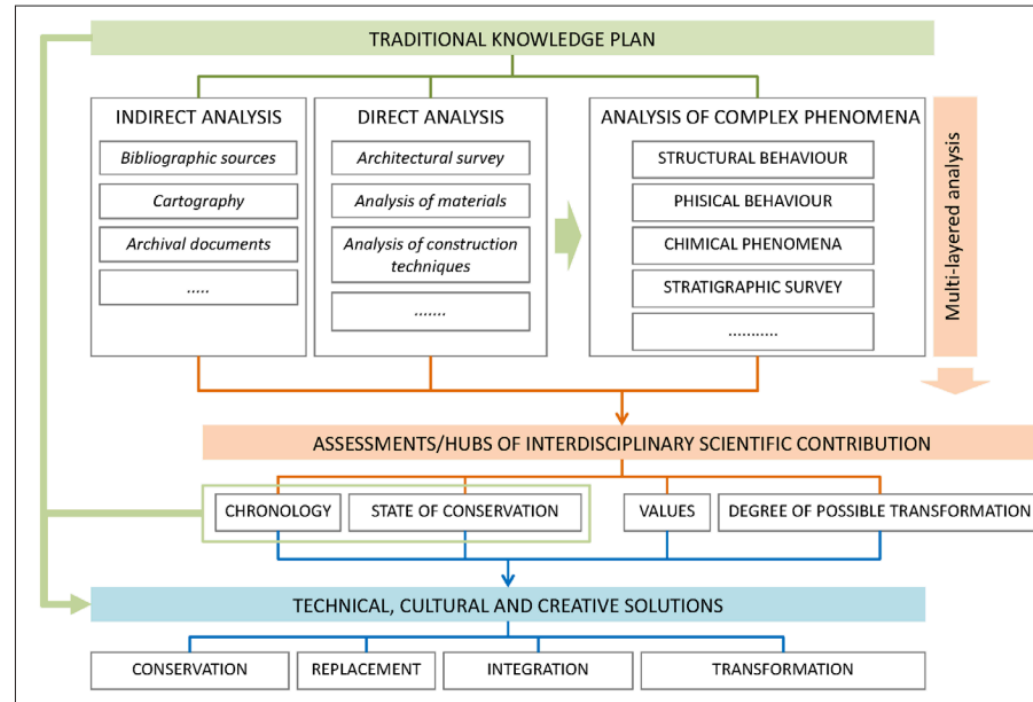 TRADITIONAL KNOWLEDGE PLAN
INDIRECT ANALYSIS
Bibliographic sources
Cartography
Archival documents
.....
DIRECT ANALYSIS
Architectural survey
Analysis of materials
Analysis of construction
techniques
.......
ANALYSIS OF COMPLEX PHENOMENA
STRUCTURAL BEHAVIOUR
PHISICAL BEHAVIOUR
CHIMICAL PHENOMENA
STRATIGRAPHIC SURVEY
...........
Multi-layered analysis
ASSESSMENTS/HUBS OF INTERDISCIPLINARY SCIENTIFIC CONTRIBUTION
CHRONOLOGY
STATE OF CONSERVATION
VALUES
DEGREE OF POSSIBLE TRANSFORMATION
TECHNICAL, CULTURAL AND CREATIVE SOLUTIONS
CONSERVATION
REPLACEMENT
INTEGRATION
TRANSFORMATION